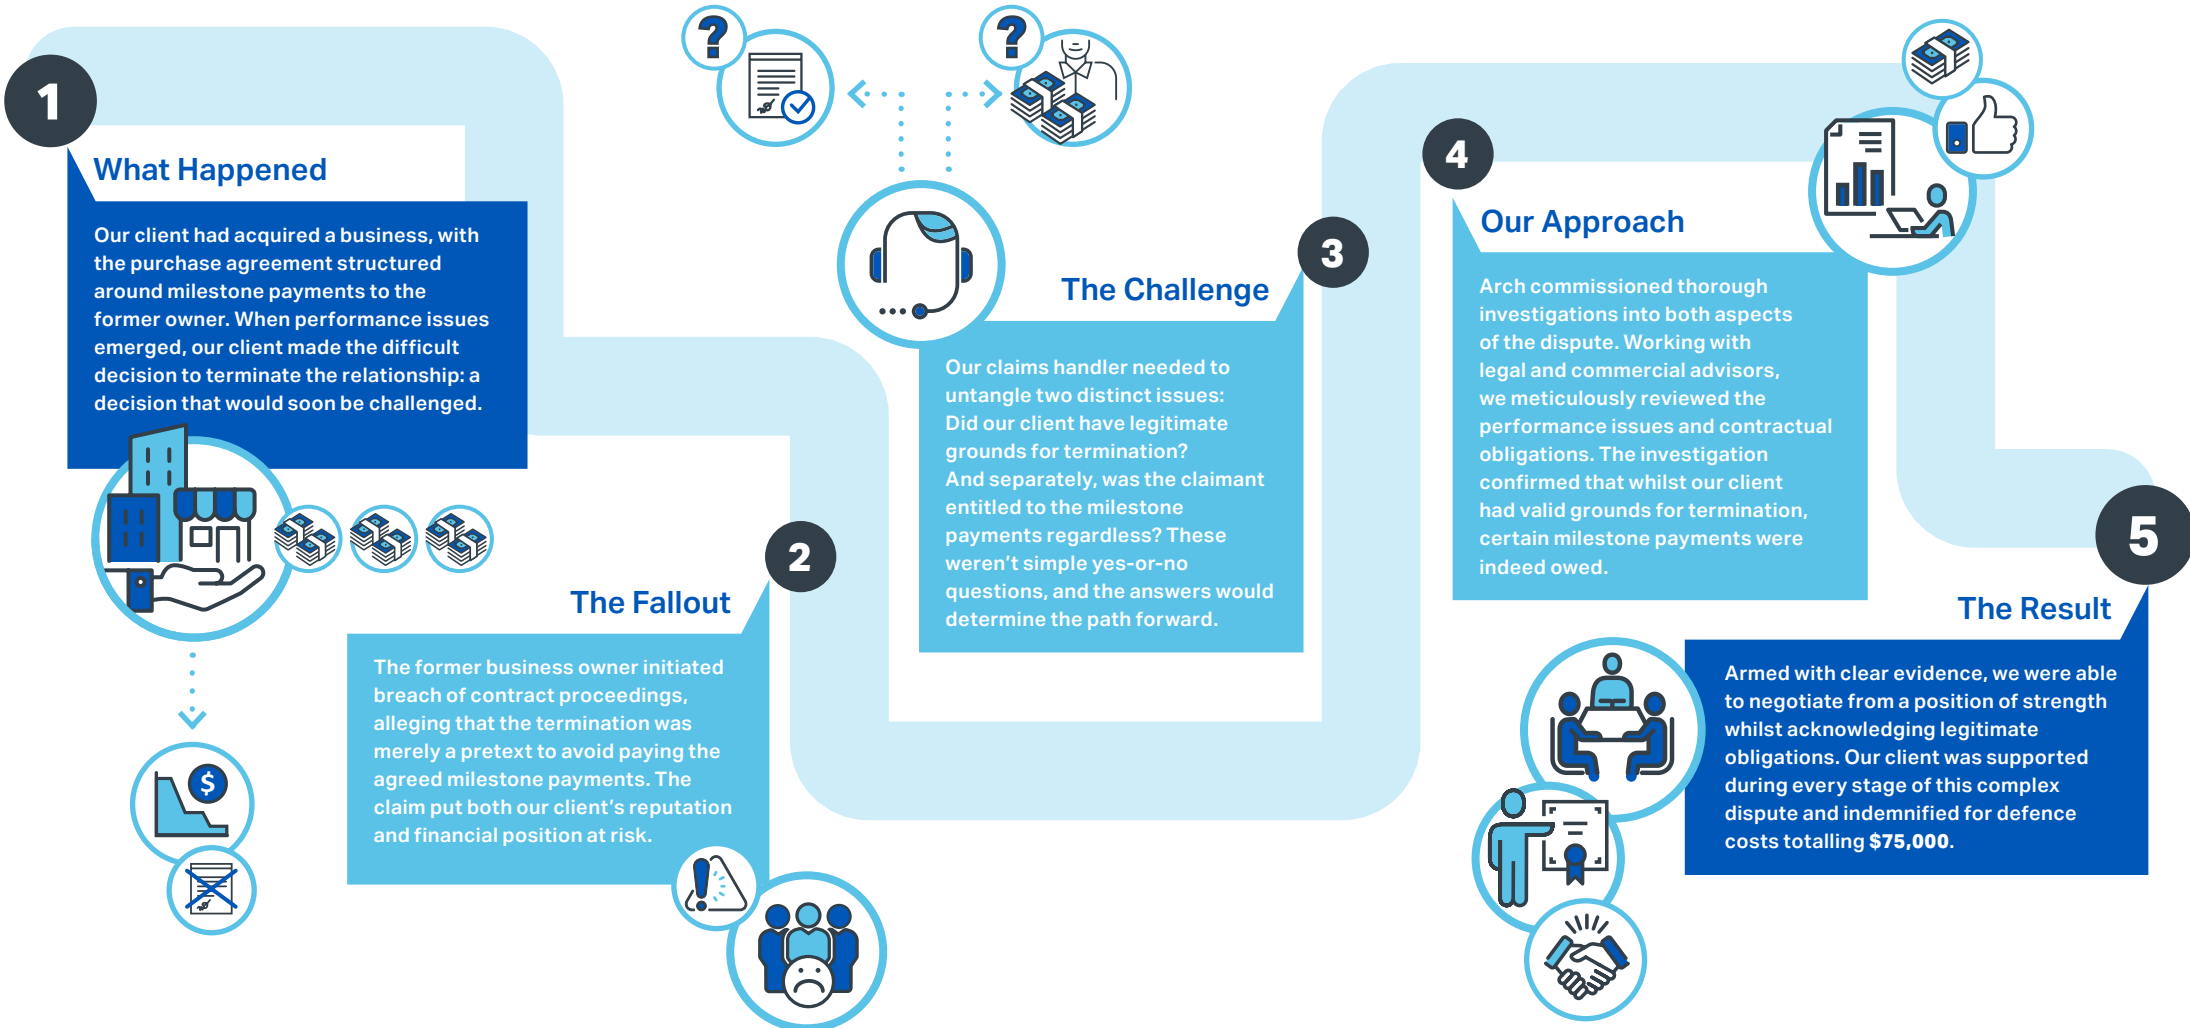 1
What Happened
Our client had acquired a business, with
the purchase agreement structured
around milestone payments to the
former owner. When performance issues
emerged, our client made the difficult
decision to terminate the relationship: a
decision that would soon be challenged.
$
2
The Fallout
The former business owner initiated
breach of contract proceedings,
alleging that the termination was
merely a pretext to avoid paying the
agreed milestone payments. The
claim put both our client's reputation
and financial position at risk.
?
?
3
The Challenge
Our claims handler needed to
untangle two distinct issues:
Did our client have legitimate
grounds for termination?
And separately, was the claimant
entitled to the milestone
payments regardless? These
weren't simple yes-or-no
questions, and the answers would
determine the path forward.
4
Our Approach
Arch commissioned thorough
investigations into both aspects
of the dispute. Working with
legal and commercial advisors,
we meticulously reviewed the
performance issues and contractual
obligations. The investigation
confirmed that whilst our client
had valid grounds for termination,
certain milestone payments were
indeed owed.
5
The Result
Armed with clear evidence, we were able
to negotiate from a position of strength
whilst acknowledging legitimate
obligations. Our client was supported
during every stage of this complex
dispute and indemnified for defence
costs totalling $75,000.